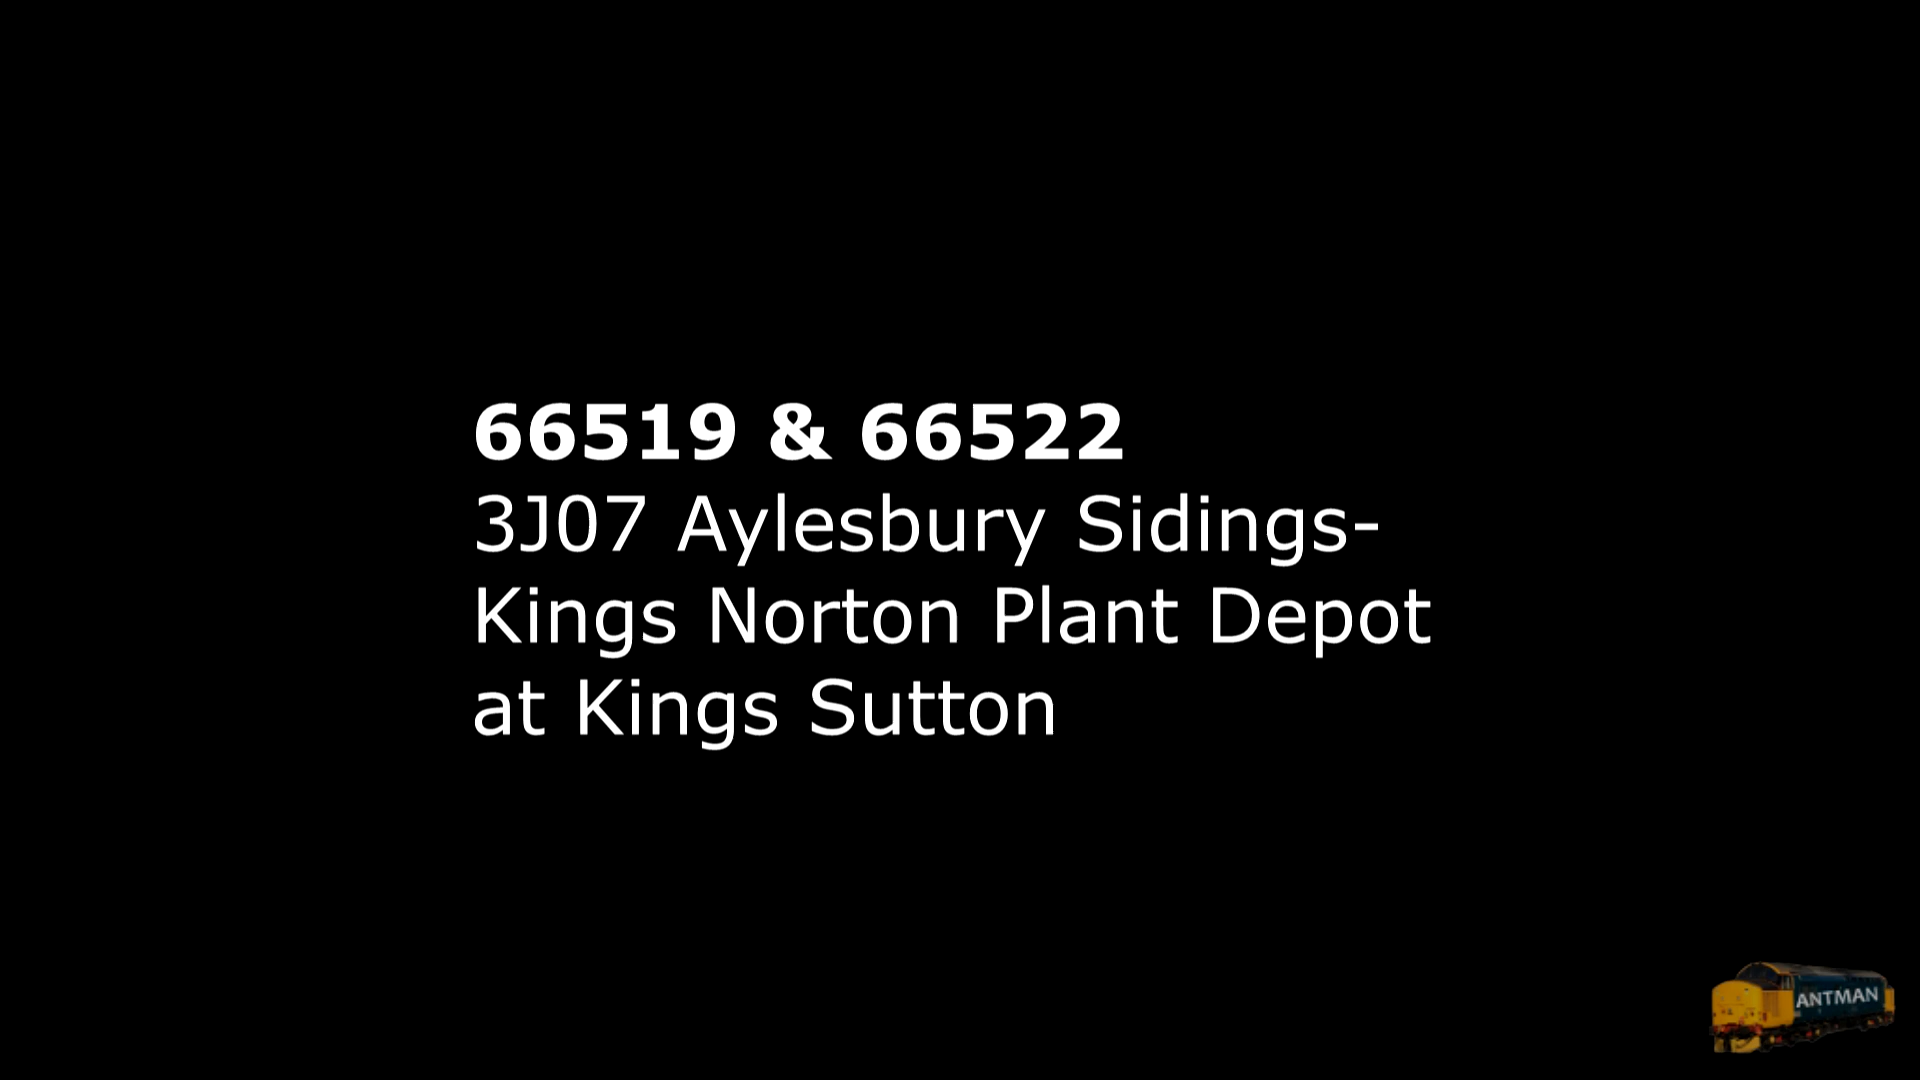 66519 & 66522
3J07 Aylesbury Sidings-
Kings Norton Plant Depot
at Kings Sutton
ANTMAN